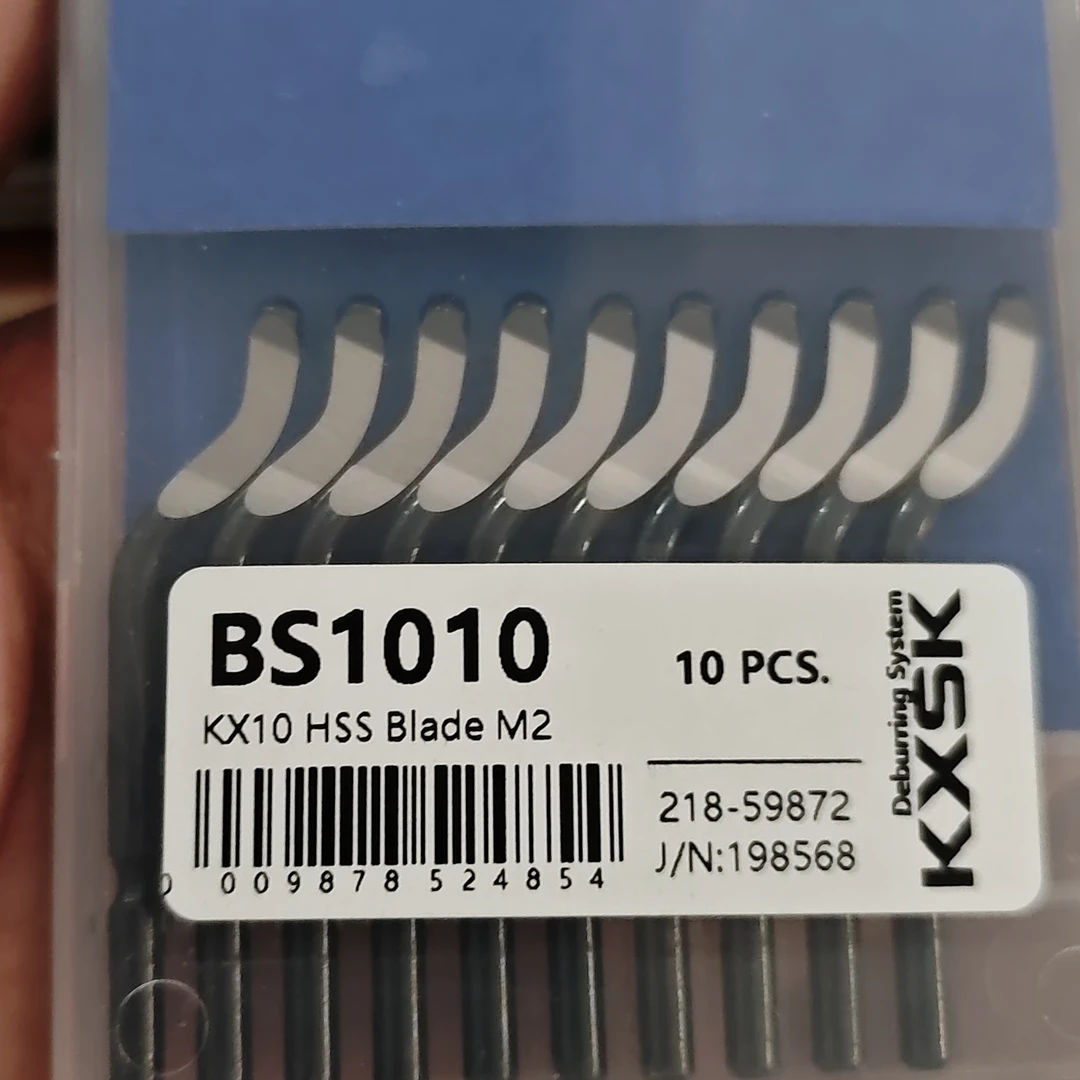 BS1010
10 PCS.
KX10 HSS Blade M2
218-59872
J/N:198568
0 009878 524854
Deburring System
KXSK